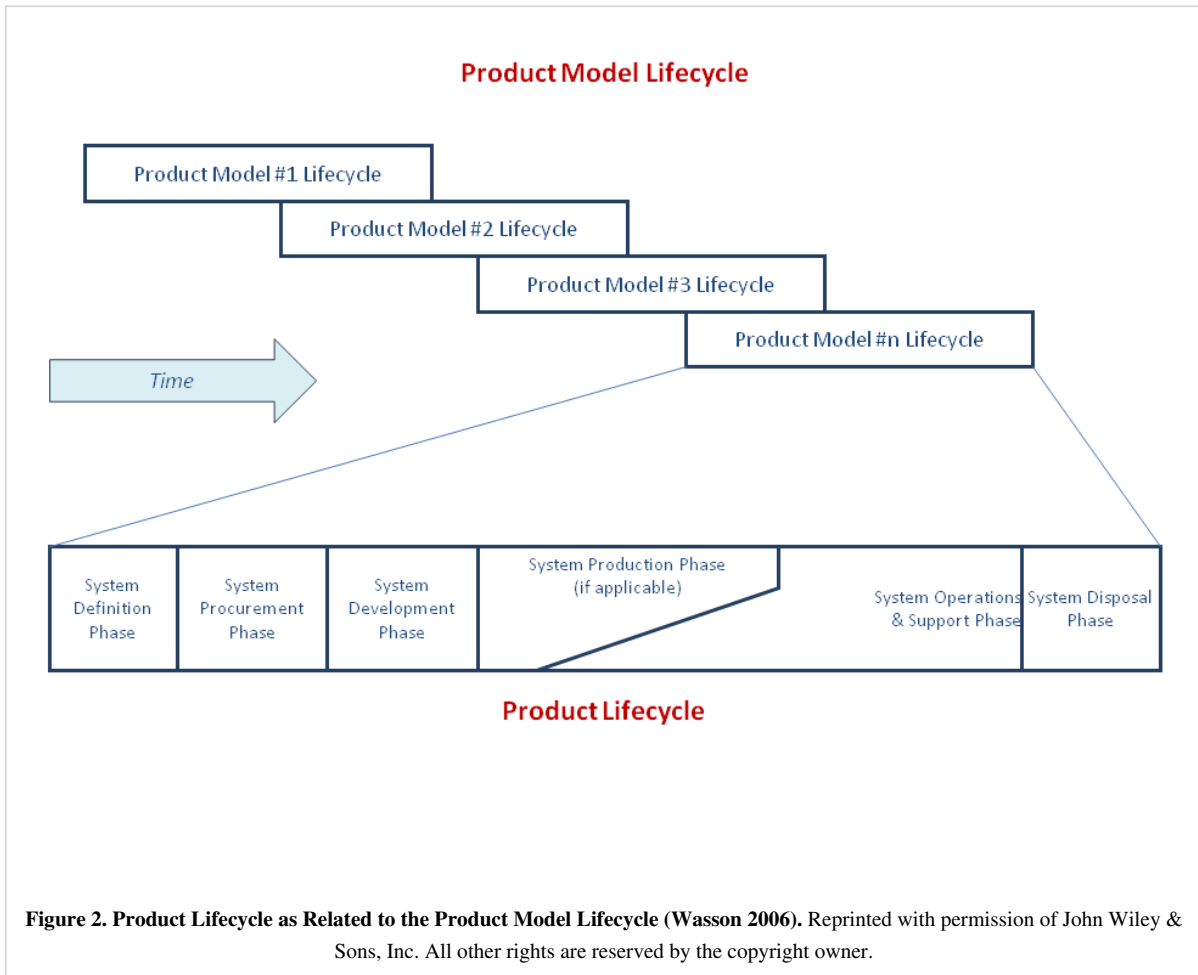 Product Model Lifecycle
Product Model #1 Lifecycle
Product Model #2 Lifecycle
Product Model #3 Lifecycle
Product Model #n Lifecycle
Time
System
Definition
Phase
System
Procurement
Phase
System
Development
Phase
System Production Phase
(if applicable)
System Operations
& Support Phase
System Disposal
Phase
Product Lifecycle
Figure 2. Product Lifecycle as Related to the Product Model Lifecycle (Wasson 2006). Reprinted with permission of John Wiley &
Sons, Inc. All other rights are reserved by the copyright owner.